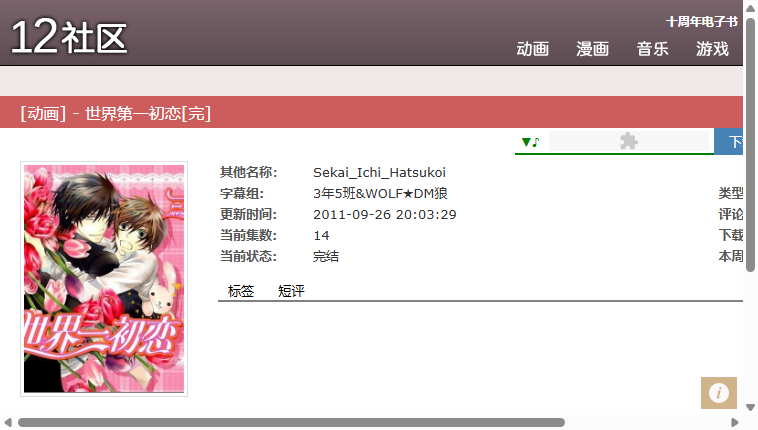 12社区
十周年电子书
动画 漫画 音乐 游戏
[动画] - 世界第一初恋[完]
▼♪
其他名称: Sekai_Ichi_Hatsukoi
字幕组: 3年5班&WOLF★DM狼 类型
更新时间: 2011-09-26 20:03:29 评论
当前集数: 14 下载
当前状态: 完结 本周
标签 短评
世界一初恋